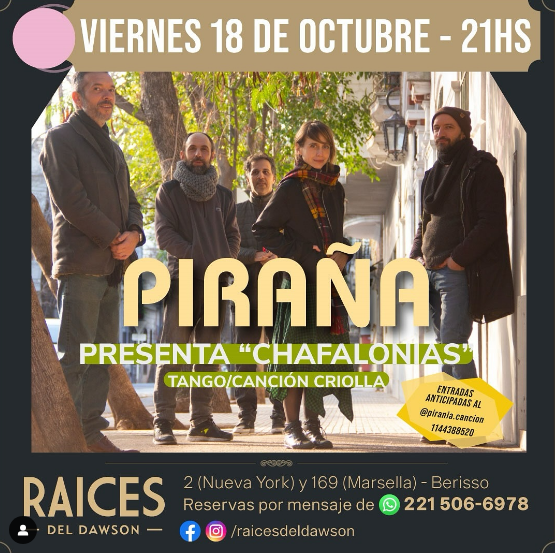 VIERNES 18 DE OCTUBRE - 21HS
PIRAÑA
PRESENTA “CHAFALONIAS”
TANGO/CANCIÓN CRIOLLA
ENTRADAS
ANTICIPADAS AL
@pirania.cancion
1144388520
RAICES
— DEL DAWSON —
2 (Nueva York) y 169 (Marsella) - Berisso
Reservas por mensaje de 221 506-6978
/raicesdeldawson